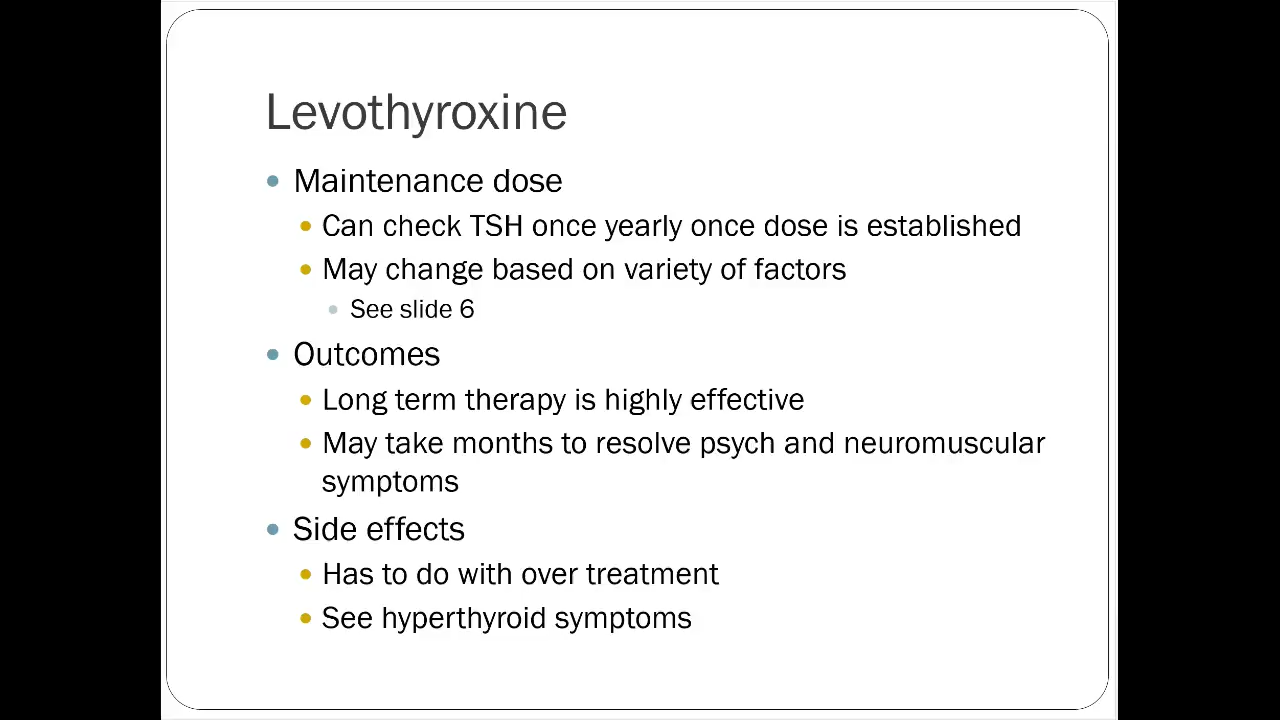 Levothyroxine
Maintenance dose
Can check TSH once yearly once dose is established
May change based on variety of factors
See slide 6
Outcomes
Long term therapy is highly effective
May take months to resolve psych and neuromuscular
symptoms
Side effects
Has to do with over treatment
See hyperthyroid symptoms